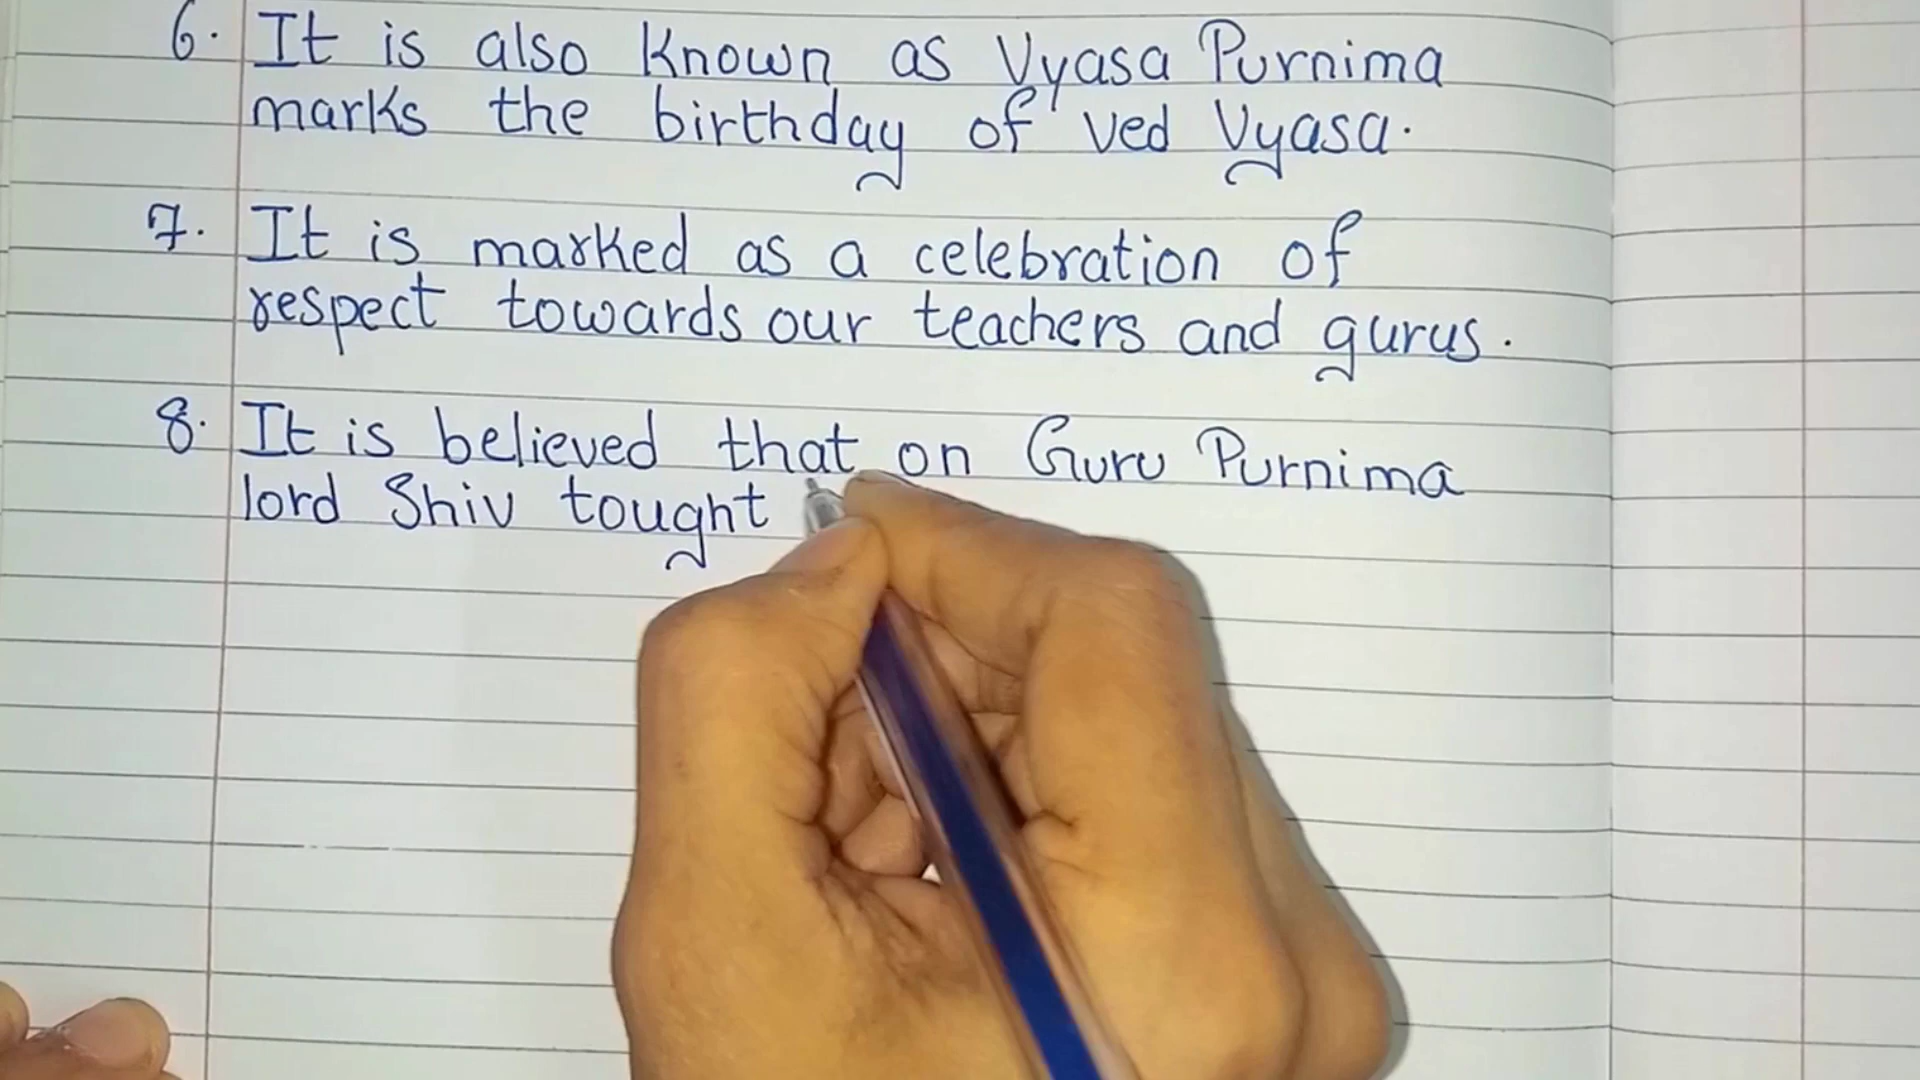 6. It is also Known as Vyasa Purnima
marks the birthday of ved Vyasa.
7. It is marked as a celebration of
respect towards our teachers and gurus.
8. It is believed that on Guru Purnima
lord Shiv tought